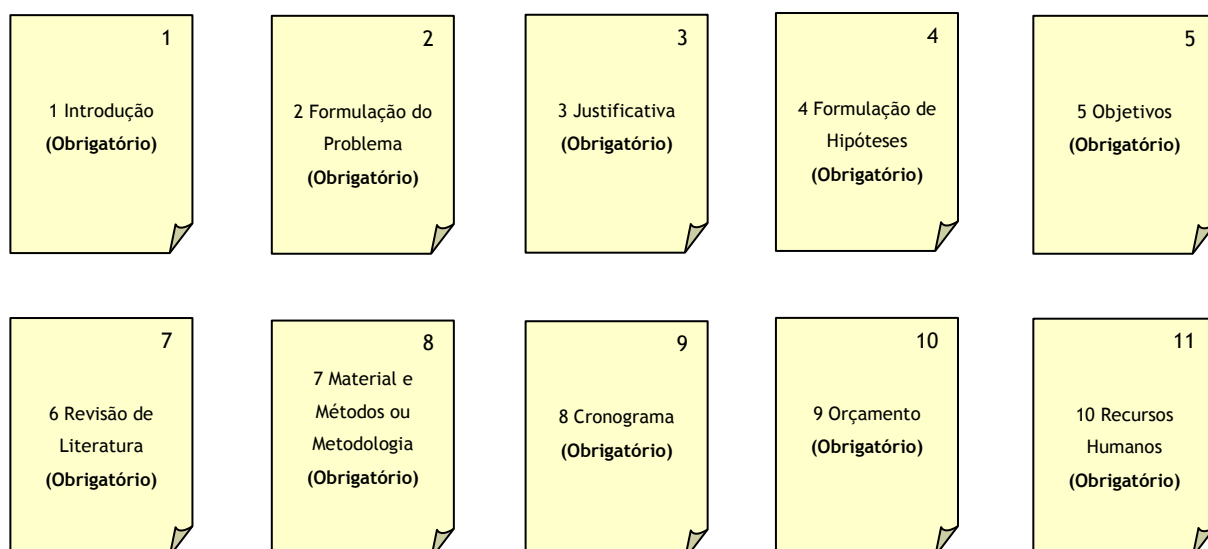 1
1 Introdução
(Obrigatório)
2
2 Formulação do
Problema
(Obrigatório)
3
3 Justificativa
(Obrigatório)
4
4 Formulação de
Hipóteses
(Obrigatório)
5
5 Objetivos
(Obrigatório)
7
6 Revisão de
Literatura
(Obrigatório)
8
7 Material e
Métodos ou
Metodologia
(Obrigatório)
9
8 Cronograma
(Obrigatório)
10
9 Orçamento
(Obrigatório)
11
10 Recursos
Humanos
(Obrigatório)